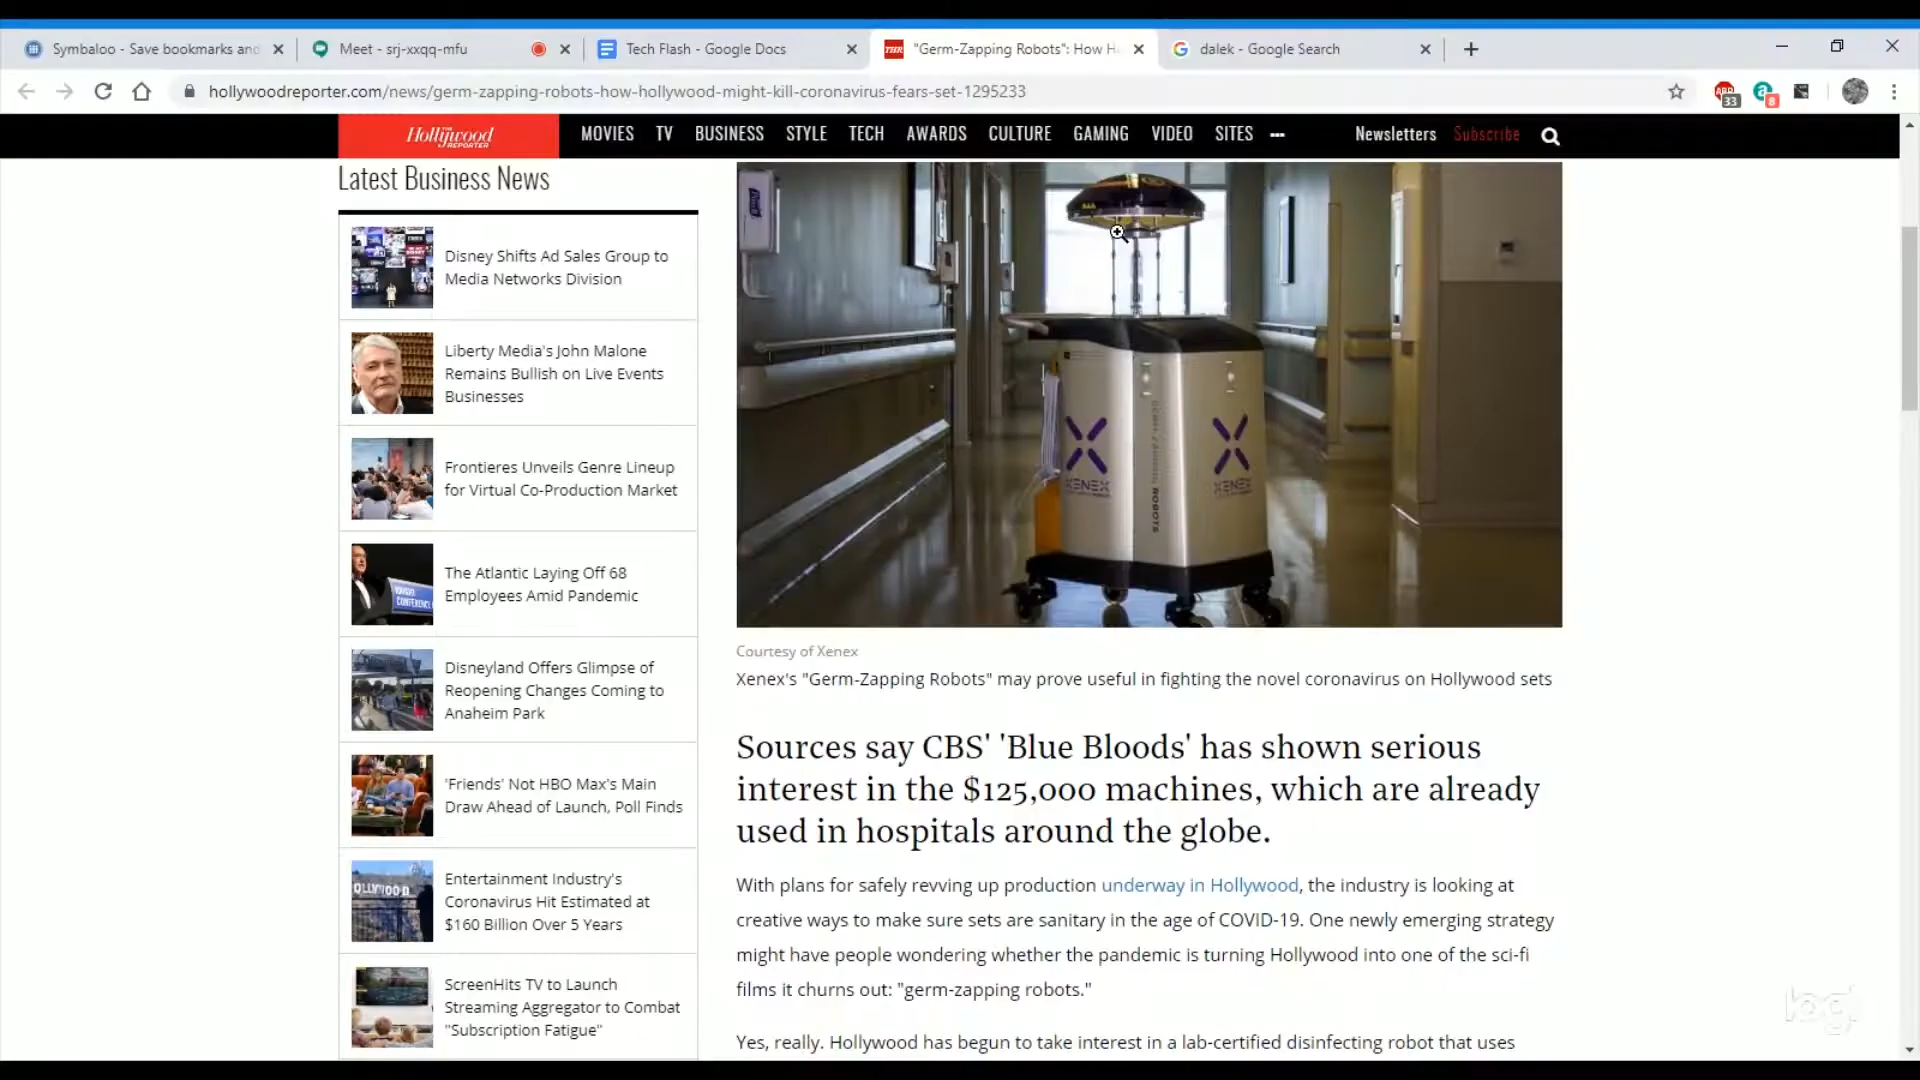 Symbaloo - Save bookmarks and
Meet - srj-xxqq-mfu
Tech Flash - Google Docs
"Germ-Zapping Robots": How H
dalek - Google Search
hollywoodreporter.com/news/germ-zapping-robots-how-hollywood-might-kill-coronavirus-fears-set-1295233
33
8
The Hollywood REPORTER
MOVIES TV BUSINESS STYLE TECH AWARDS CULTURE GAMING VIDEO SITES
Newsletters Subscribe
Latest Business News
Disney Shifts Ad Sales Group to
Media Networks Division
Liberty Media's John Malone
Remains Bullish on Live Events
Businesses
Frontieres Unveils Genre Lineup
for Virtual Co-Production Market
The Atlantic Laying Off 68
Employees Amid Pandemic
Disneyland Offers Glimpse of
Reopening Changes Coming to
Anaheim Park
'Friends' Not HBO Max's Main
Draw Ahead of Launch, Poll Finds
Entertainment Industry's
Coronavirus Hit Estimated at
$160 Billion Over 5 Years
ScreenHits TV to Launch
Streaming Aggregator to Combat
"Subscription Fatigue"
XENEX
XENEX
GERM-ZAPPING ROBOTS
Courtesy of Xenex
Xenex's "Germ-Zapping Robots" may prove useful in fighting the novel coronavirus on Hollywood sets
Sources say CBS' 'Blue Bloods' has shown serious
interest in the $125,000 machines, which are already
used in hospitals around the globe.
With plans for safely revving up production underway in Hollywood, the industry is looking at
creative ways to make sure sets are sanitary in the age of COVID-19. One newly emerging strategy
might have people wondering whether the pandemic is turning Hollywood into one of the sci-fi
films it churns out: "germ-zapping robots."
Yes, really. Hollywood has begun to take interest in a lab-certified disinfecting robot that uses